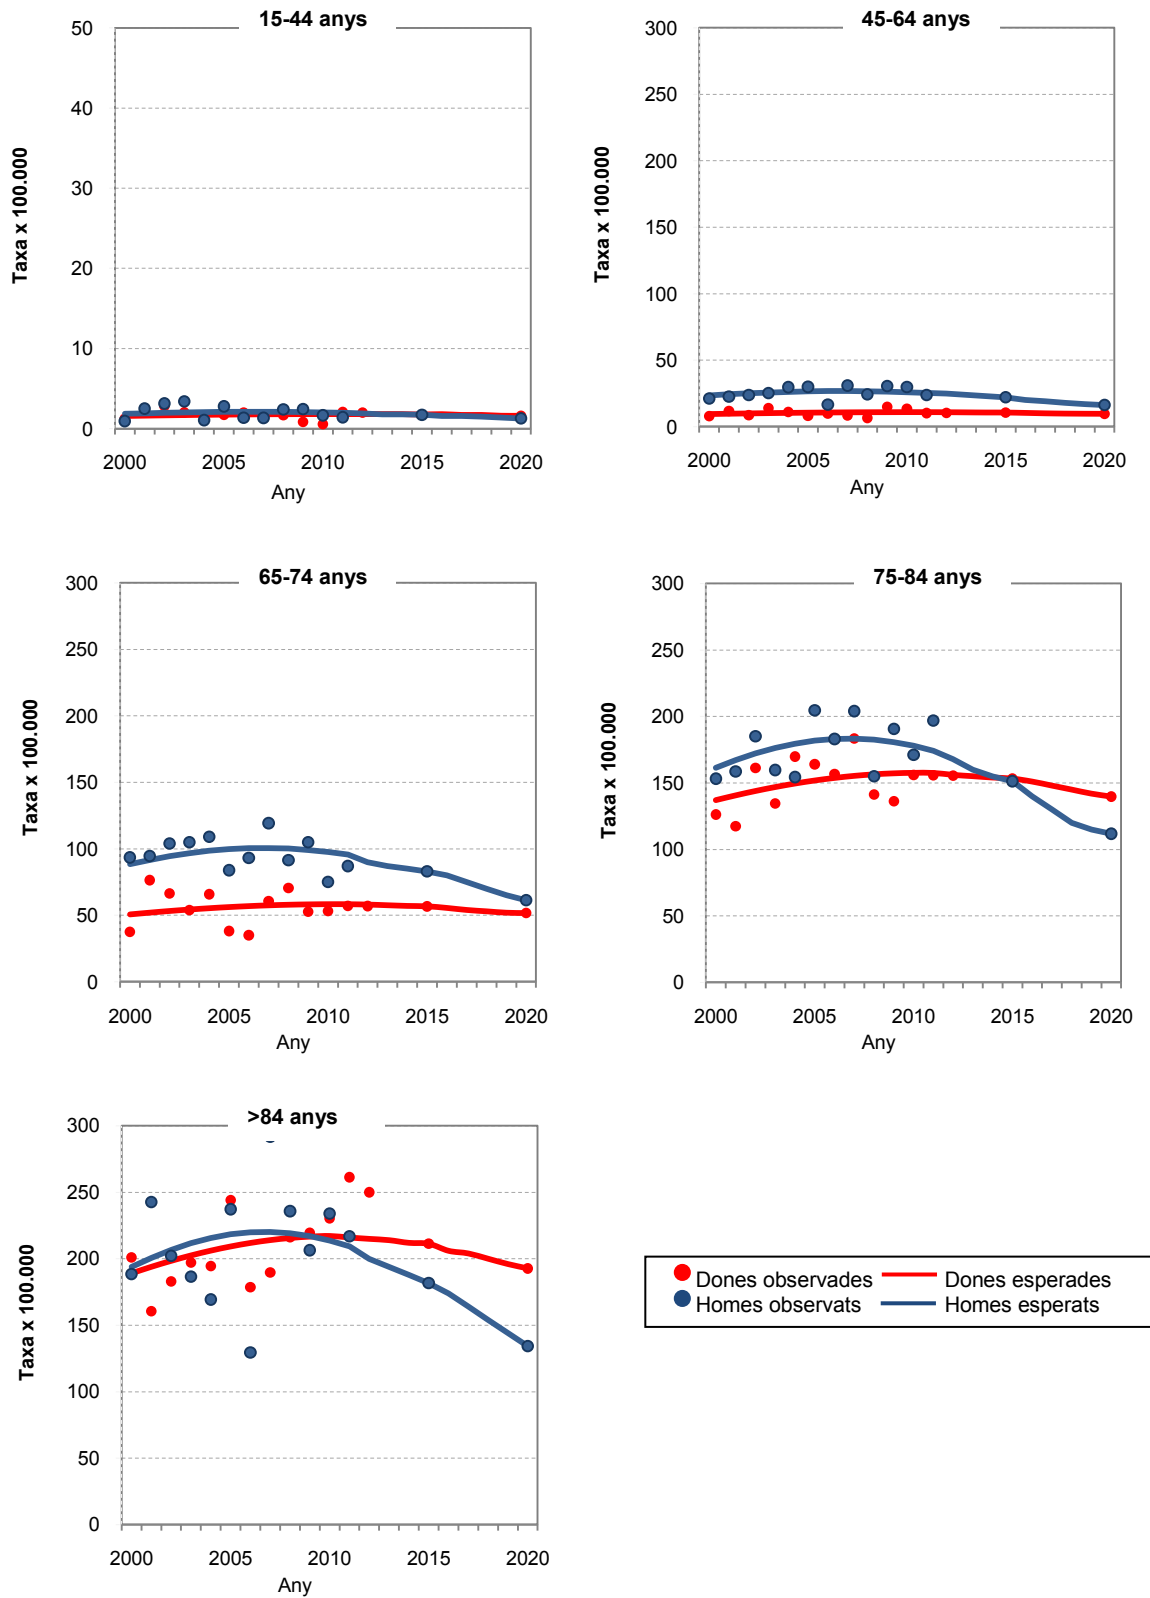 15-44 anys
50
40
30
20
10
0
Taxa x 100.000
2000 2005 2010 2015 2020
Any
45-64 anys
300
250
200
150
100
50
0
Taxa x 100.000
2000 2005 2010 2015 2020
Any
65-74 anys
300
250
200
150
100
50
0
Taxa x 100.000
2000 2005 2010 2015 2020
Any
75-84 anys
300
250
200
150
100
50
0
Taxa x 100.000
2000 2005 2010 2015 2020
Any
>84 anys
300
250
200
150
100
50
0
Taxa x 100.000
2000 2005 2010 2015 2020
Any
Dones observades Dones esperades
Homes observats Homes esperats